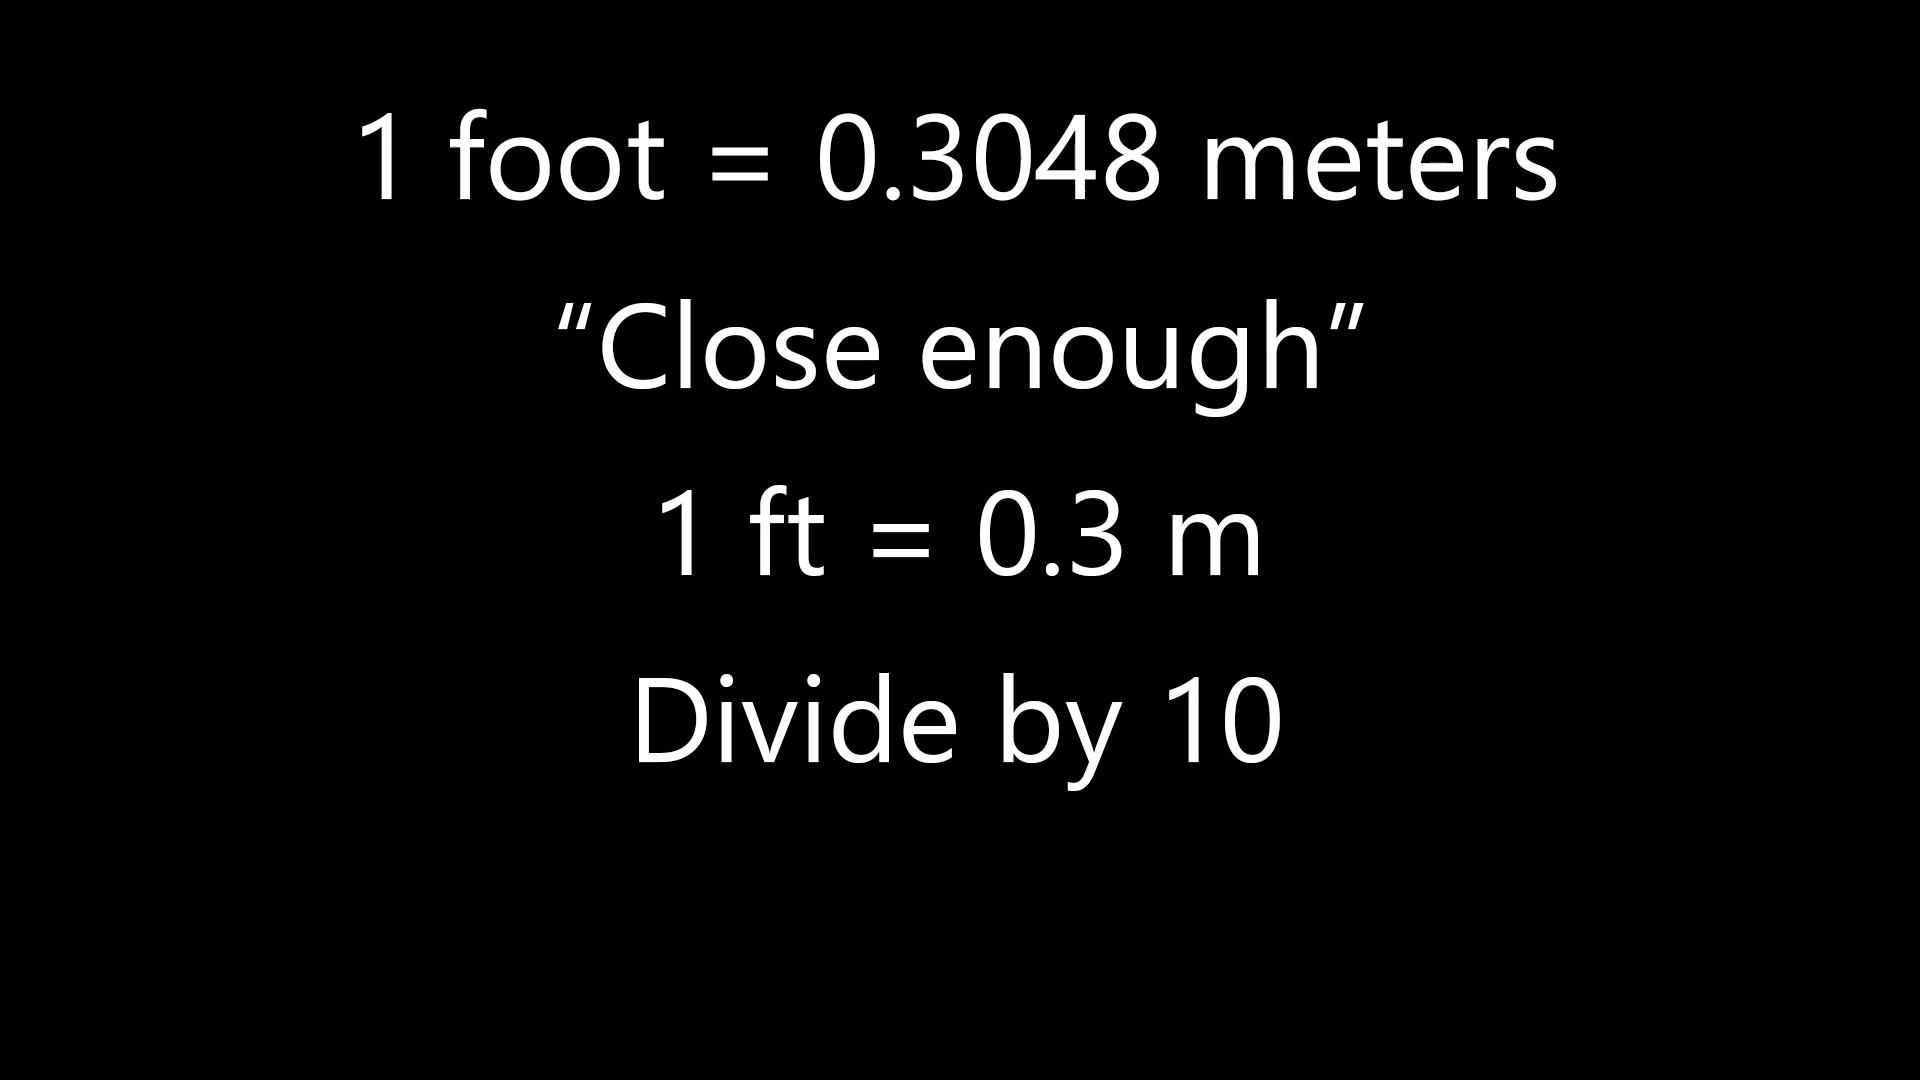 1 foot = 0.3048 meters
“Close enough”
1 ft = 0.3 m
Divide by 10